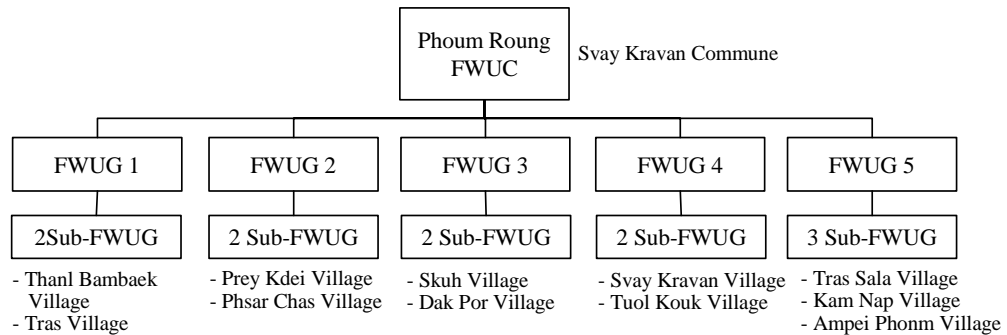 Phoum Roung
FWUC
Svay Kravan Commune
FWUG 1
FWUG 2
FWUG 3
FWUG 4
FWUG 5
2Sub-FWUG
2 Sub-FWUG
2 Sub-FWUG
2 Sub-FWUG
3 Sub-FWUG
- Thanl Bambaek
Village
- Tras Village
- Prey Kdei Village
- Phsar Chas Village
- Skuh Village
- Dak Por Village
- Svay Kravan Village
- Tuol Kouk Village
- Tras Sala Village
- Kam Nap Village
- Ampei Phonm Village